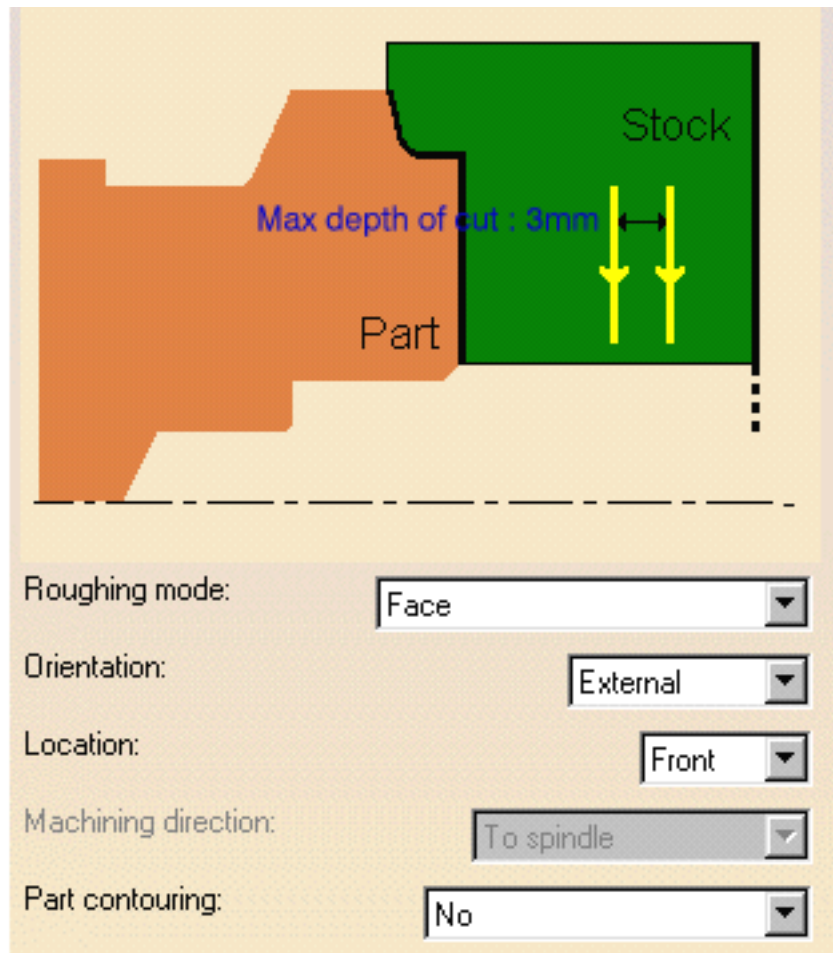 Stock
Max depth of cut : 3mm
Part
Roughing mode:
Face
Orientation:
External
Location:
Front
Machining direction:
To spindle
Part contouring:
No